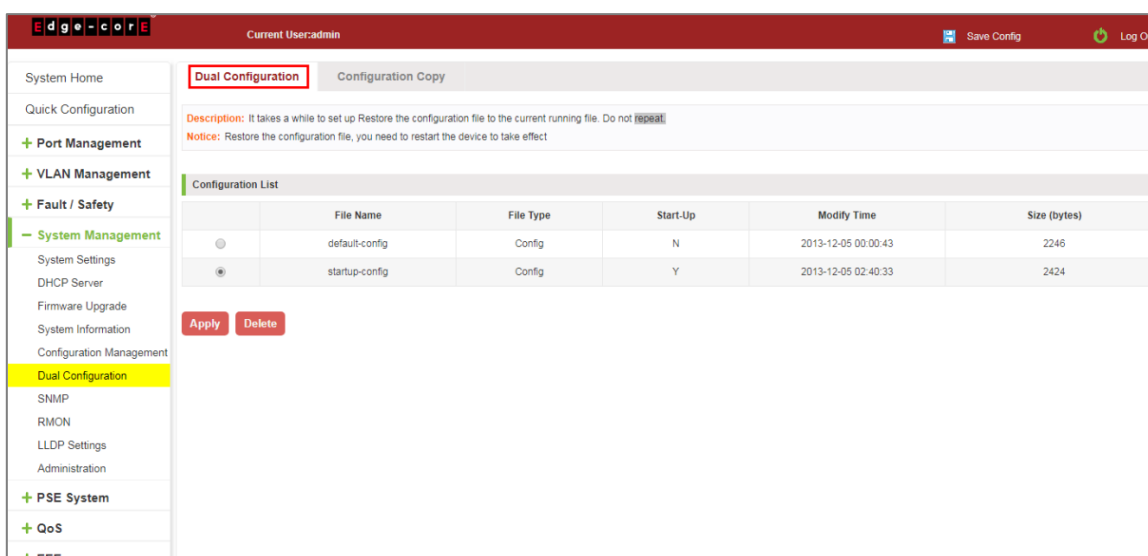 Edge-corE
Current User:admin
Save Config
Log O
System Home
Quick Configuration
+ Port Management
+ VLAN Management
+ Fault / Safety
− System Management
System Settings
DHCP Server
Firmware Upgrade
System Information
Configuration Management
Dual Configuration
SNMP
RMON
LLDP Settings
Administration
+ PSE System
+ QoS
Dual Configuration
Configuration Copy
Description: It takes a while to set up Restore the configuration file to the current running file. Do not repeat.
Notice: Restore the configuration file, you need to restart the device to take effect
Configuration List
File Name File Type Start-Up Modify Time Size (bytes)
default-config Config N 2013-12-05 00:00:43 2246
startup-config Config Y 2013-12-05 02:40:33 2424
Apply Delete